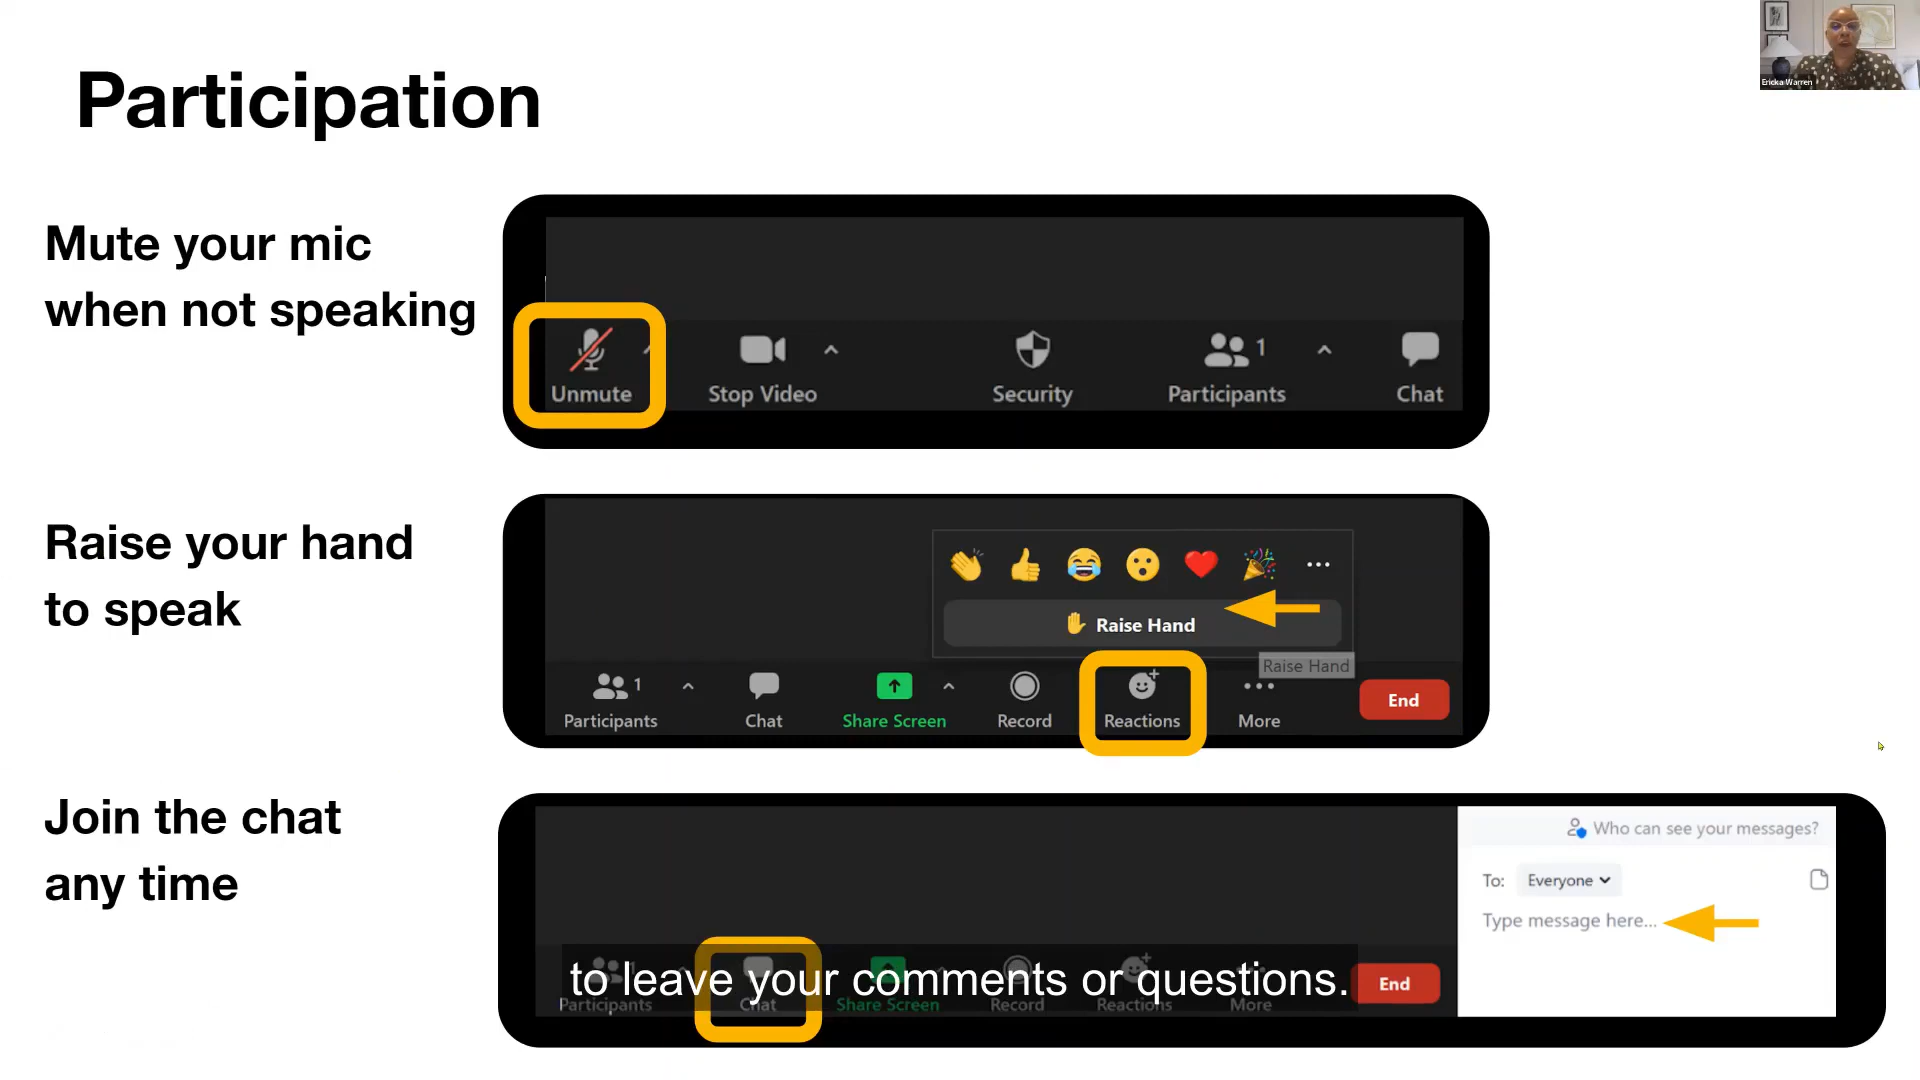 Participation
Ericka Warren
Mute your mic
when not speaking
Unmute
Stop Video
Security
1
Participants
Chat
Raise your hand
to speak
Raise Hand
Raise Hand
1
Participants
Chat
Share Screen
Record
Reactions
More
End
Join the chat
any time
Who can see your messages?
To: Everyone
Type message here...
to leave your comments or questions.
1
Participants
Chat
Share Screen
Record
Reactions
More
End